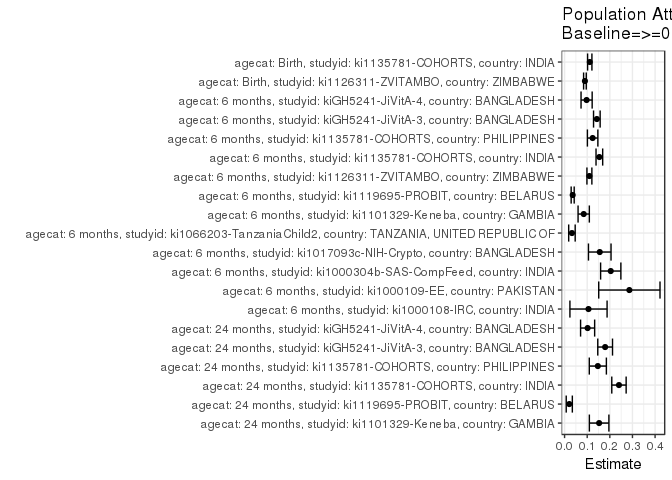 Population Att
Baseline=>=0
agecat: Birth, studyid: ki1135781-COHORTS, country: INDIA
agecat: Birth, studyid: ki1126311-ZVITAMBO, country: ZIMBABWE
agecat: 6 months, studyid: kiGH5241-JiVitA-4, country: BANGLADESH
agecat: 6 months, studyid: kiGH5241-JiVitA-3, country: BANGLADESH
agecat: 6 months, studyid: ki1135781-COHORTS, country: PHILIPPINES
agecat: 6 months, studyid: ki1135781-COHORTS, country: INDIA
agecat: 6 months, studyid: ki1126311-ZVITAMBO, country: ZIMBABWE
agecat: 6 months, studyid: ki1119695-PROBIT, country: BELARUS
agecat: 6 months, studyid: ki1101329-Keneba, country: GAMBIA
agecat: 6 months, studyid: ki1066203-TanzaniaChild2, country: TANZANIA, UNITED REPUBLIC OF
agecat: 6 months, studyid: ki1017093c-NIH-Crypto, country: BANGLADESH
agecat: 6 months, studyid: ki1000304b-SAS-CompFeed, country: INDIA
agecat: 6 months, studyid: ki1000109-EE, country: PAKISTAN
agecat: 6 months, studyid: ki1000108-IRC, country: INDIA
agecat: 24 months, studyid: kiGH5241-JiVitA-4, country: BANGLADESH
agecat: 24 months, studyid: kiGH5241-JiVitA-3, country: BANGLADESH
agecat: 24 months, studyid: ki1135781-COHORTS, country: PHILIPPINES
agecat: 24 months, studyid: ki1135781-COHORTS, country: INDIA
agecat: 24 months, studyid: ki1119695-PROBIT, country: BELARUS
agecat: 24 months, studyid: ki1101329-Keneba, country: GAMBIA
0.0 0.1 0.2 0.3 0.4
Estimate